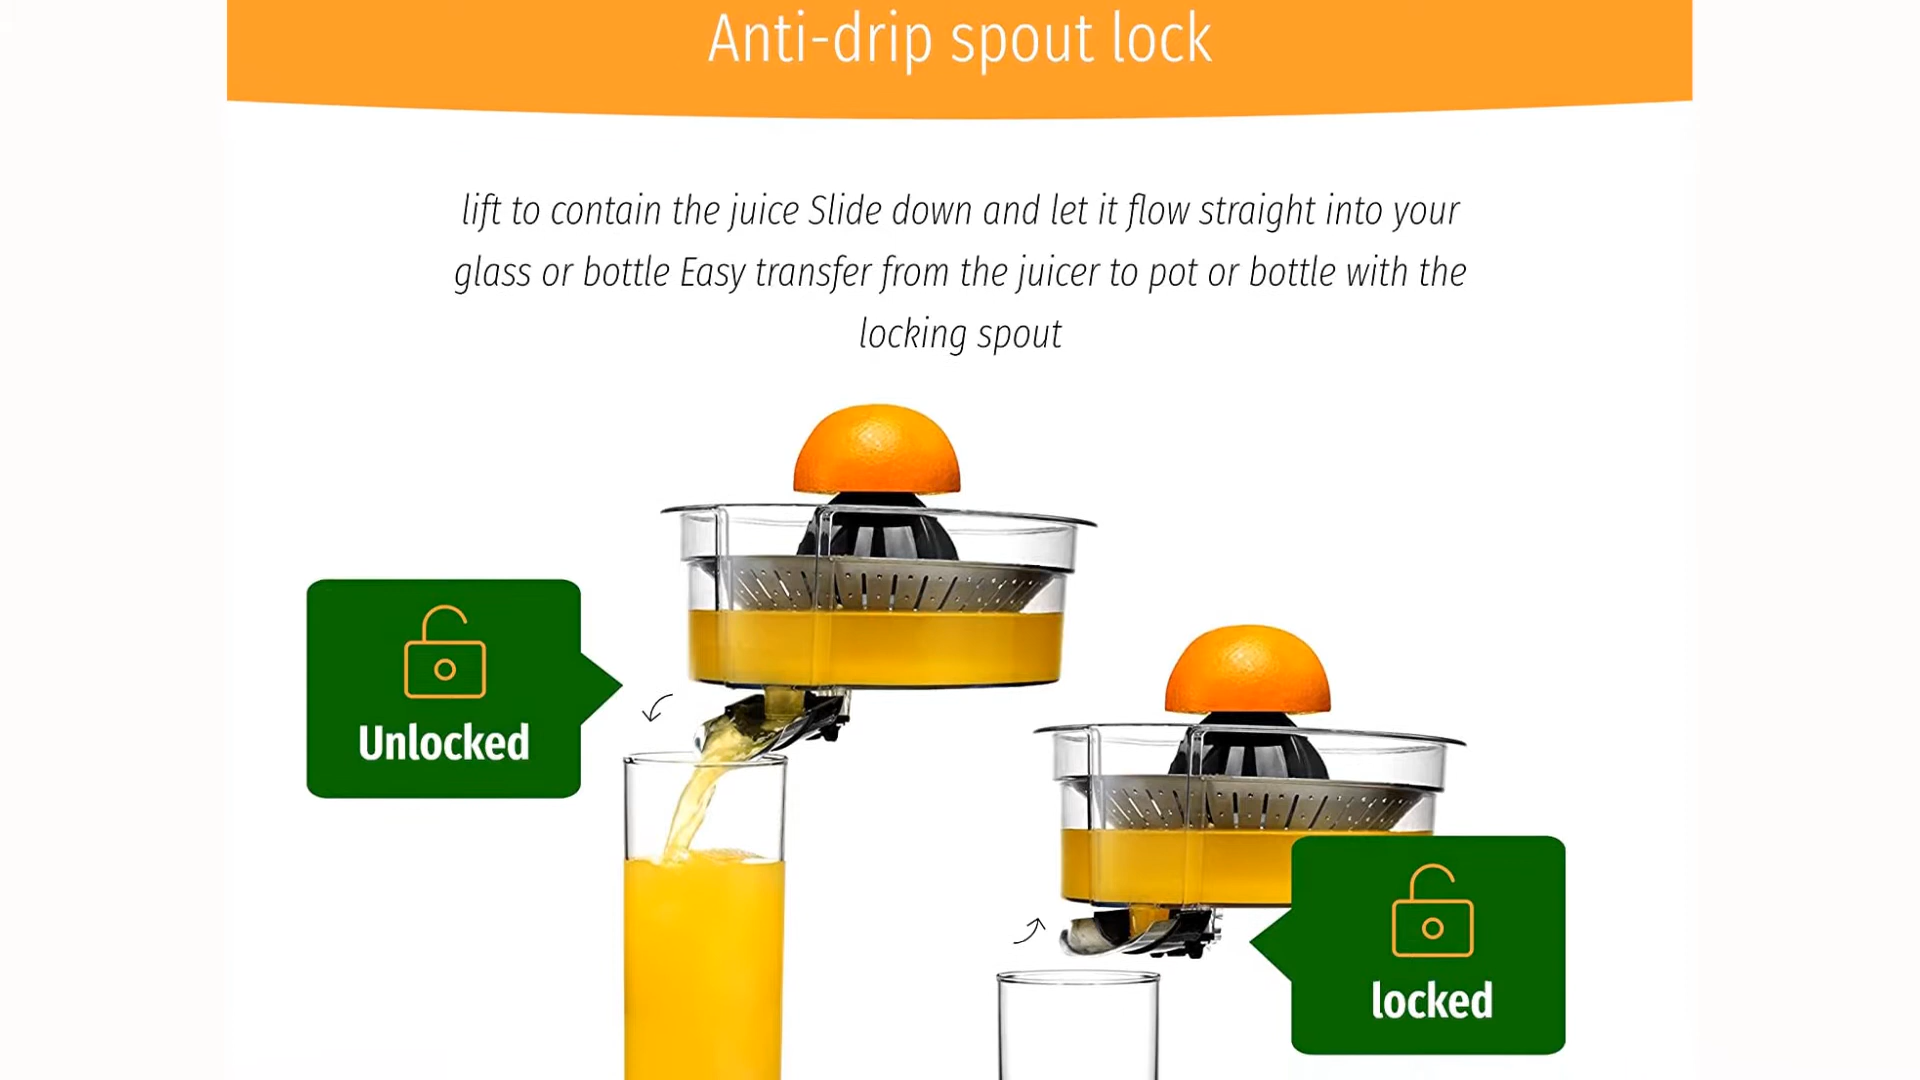 Anti-drip spout lock
lift to contain the juice Slide down and let it flow straight into your
glass or bottle Easy transfer from the juicer to pot or bottle with the
locking spout
Unlocked
locked